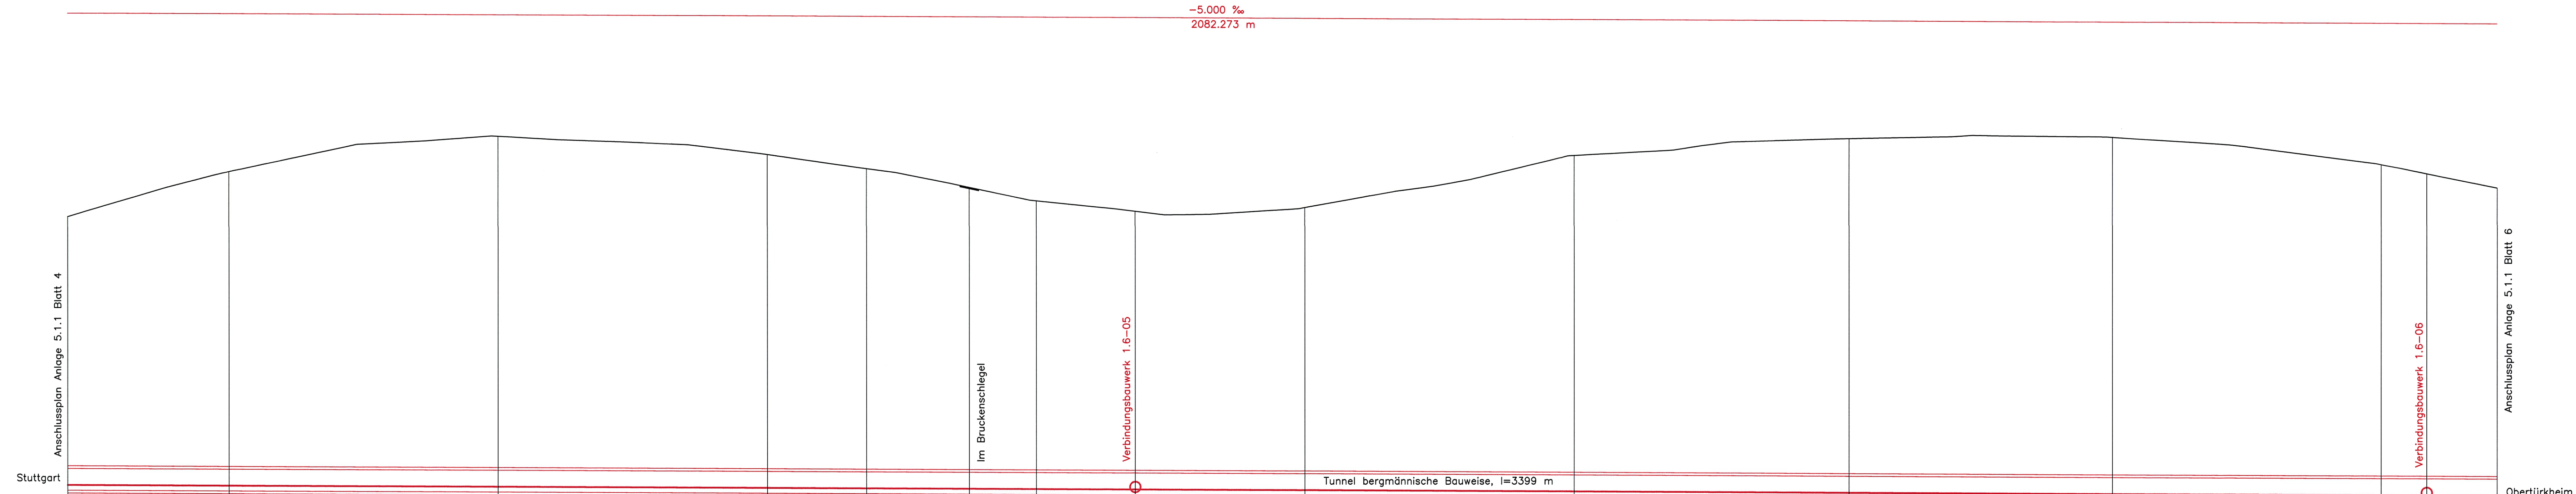 -5.000 ‰
2082.273 m
Anschlussplan Anlage 5.1.1 Blatt 4
Im Bruckenschlegel
Verbindungsbauwerk 1.6-05
Verbindungsbauwerk 1.6-06
Anschlussplan Anlage 5.1.1 Blatt 6
Stuttgart
Tunnel bergmännische Bauweise, l=3399 m
Obertürkheim